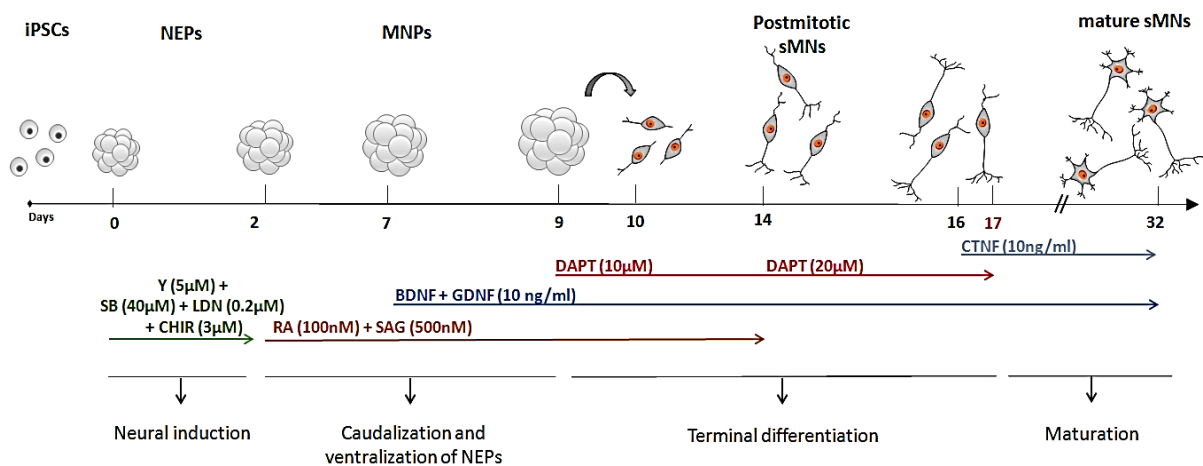 iPSCs
NEPs
MNPs
Postmitotic
sMNs
mature sMNs
Days
0
2
7
9
10
14
16
17
32
CTNF (10ng/ml)
DAPT (10µM)
DAPT (20µM)
Y (5µM) +
SB (40µM) + LDN (0.2µM)
+ CHIR (3µM)
BDNF + GDNF (10 ng/ml)
RA (100nM) + SAG (500nM)
Neural induction
Caudalization and
ventralization of NEPs
Terminal differentiation
Maturation